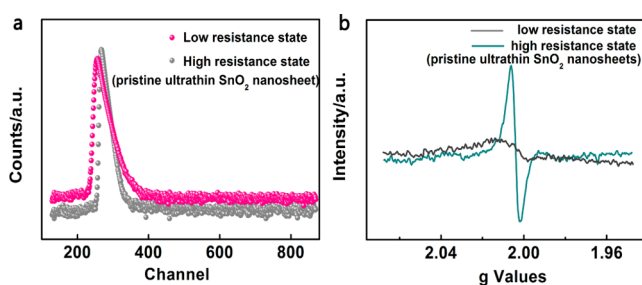 a
Low resistance state
High resistance state
(pristine ultrathin SnO₂ nanosheet)
Counts/a.u.
200 400 600 800
Channel
b
low resistance state
high resistance state
(pristine ultrathin SnO₂ nanosheets)
Intensity/a.u.
2.04 2.00 1.96
g Values